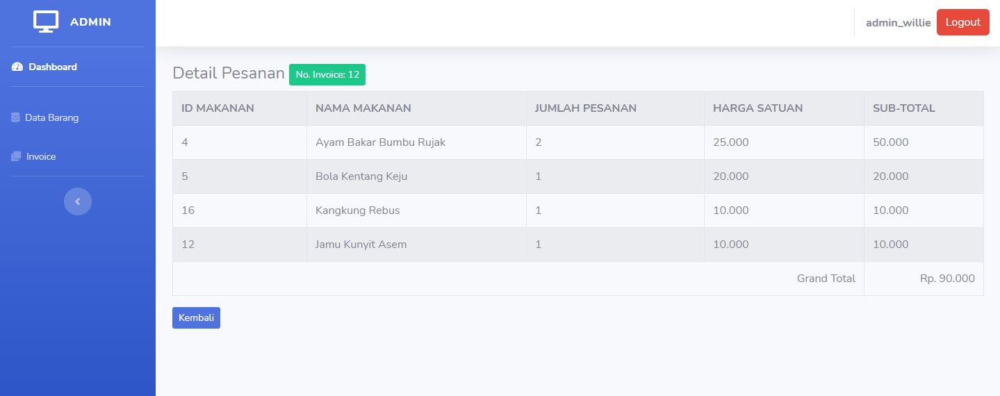 ADMIN
admin_willie Logout
Dashboard
Data Barang
Invoice
Detail Pesanan No. Invoice: 12
ID MAKANAN NAMA MAKANAN JUMLAH PESANAN HARGA SATUAN SUB-TOTAL
4 Ayam Bakar Bumbu Rujak 2 25.000 50.000
5 Bola Kentang Keju 1 20.000 20.000
16 Kangkung Rebus 1 10.000 10.000
12 Jamu Kunyit Asem 1 10.000 10.000
Grand Total Rp. 90.000
Kembali